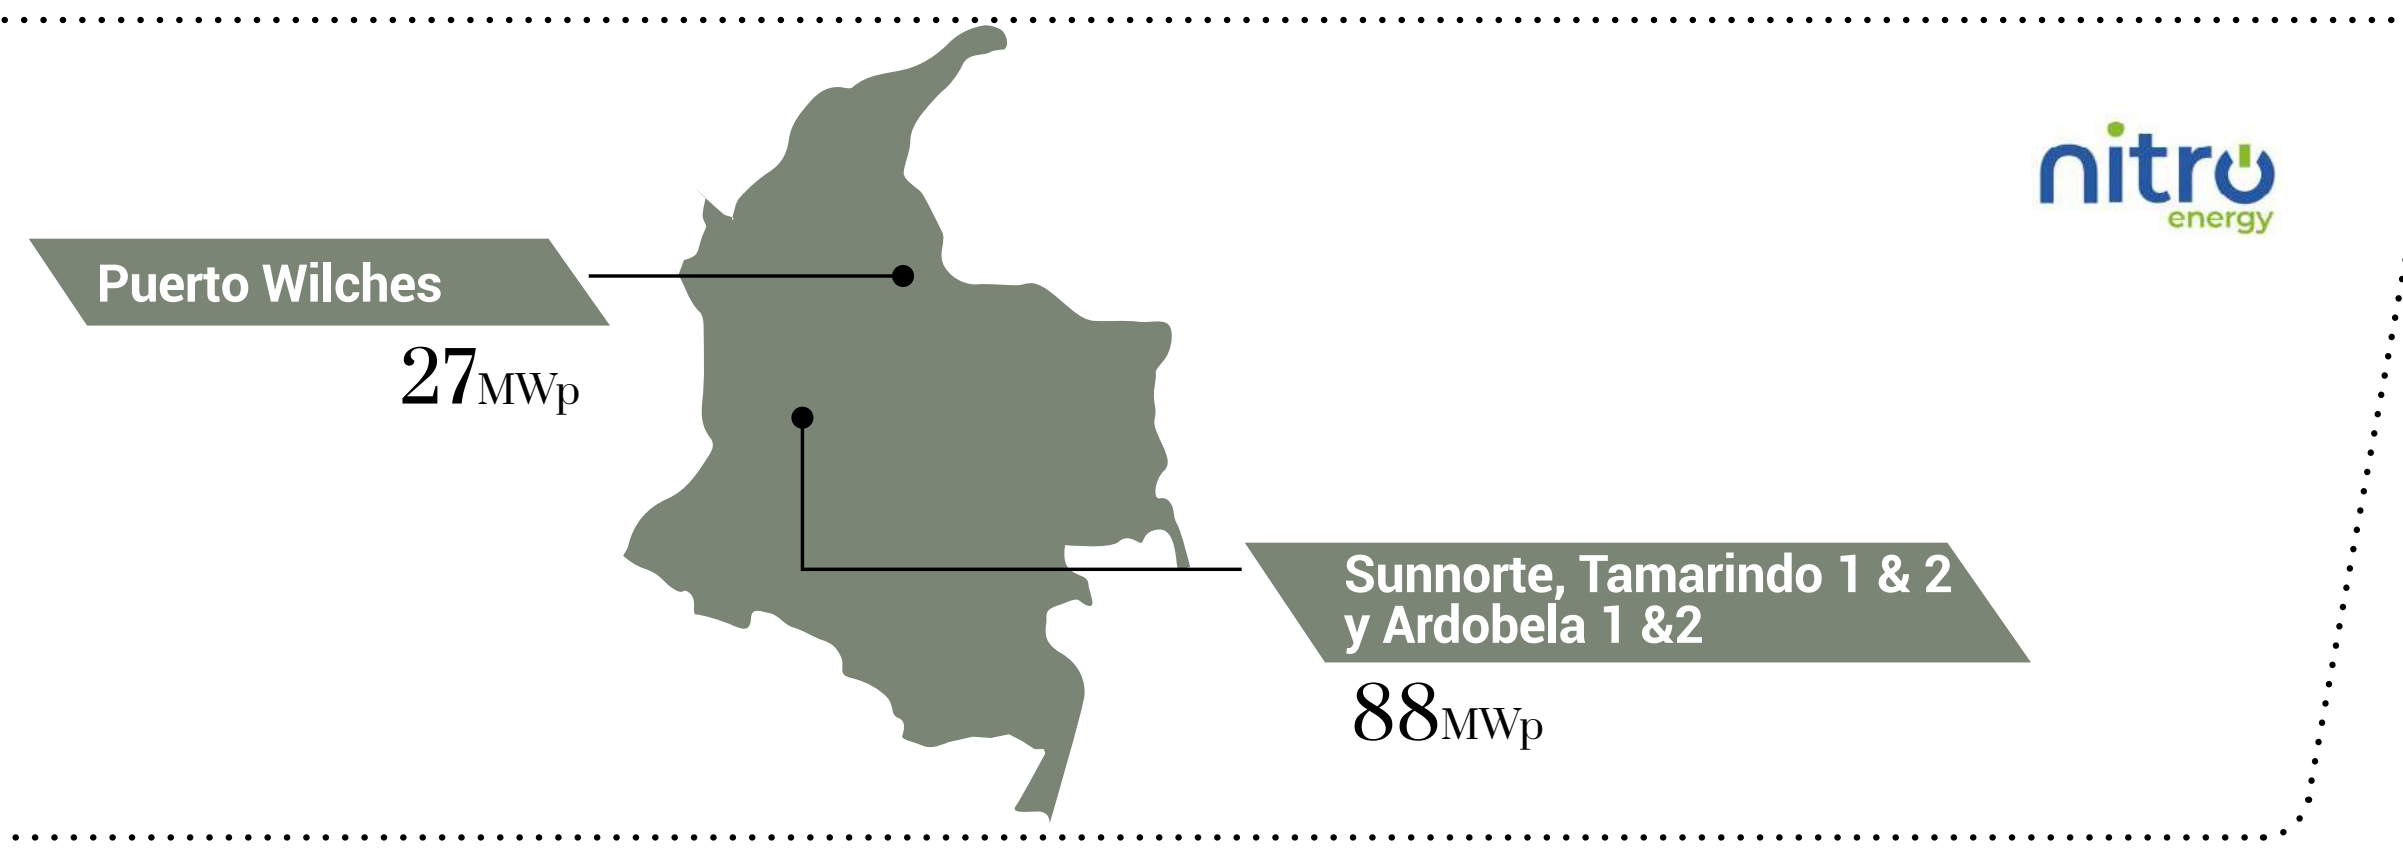 nitro
energy
Puerto Wilches
27MWp
Sunnorte, Tamarindo 1 & 2
y Ardobela 1 &2
88MWp